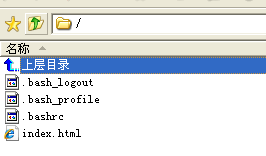 /
名称
上层目录
.bash_logout
.bash_profile
.bashrc
index.html